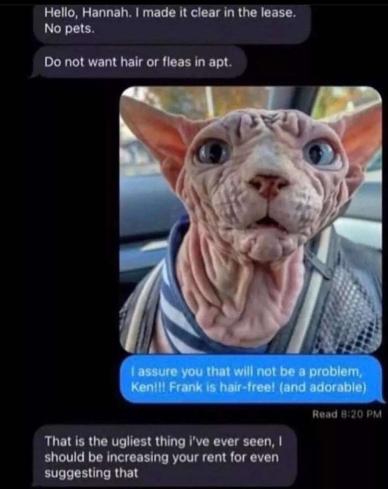 Hello, Hannah. I made it clear in the lease.
No pets.
Do not want hair or fleas in apt.
I assure you that will not be a problem,
Ken!!! Frank is hair-free! (and adorable)
Read 8:20 PM
That is the ugliest thing i've ever seen, I
should be increasing your rent for even
suggesting that